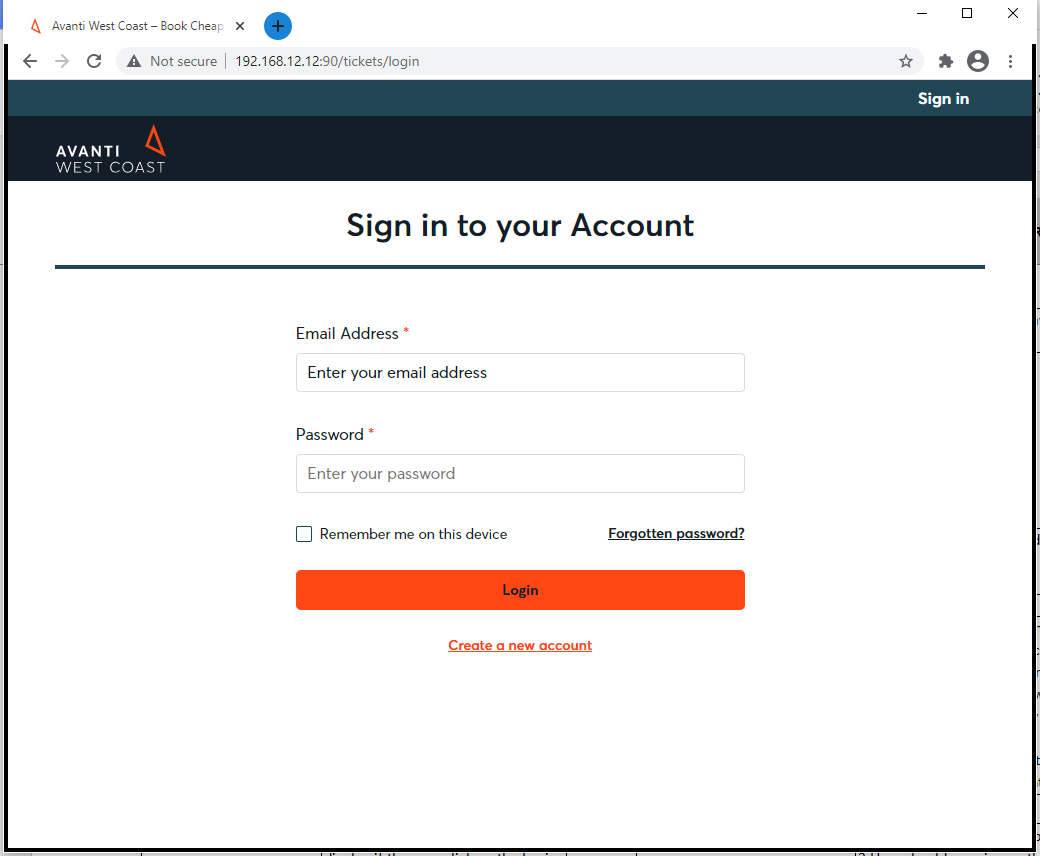 Avanti West Coast – Book Cheap
Not secure
192.168.12.12:90/tickets/login
Sign in
AVANTI
WEST COAST
Sign in to your Account
Email Address *
Enter your email address
Password *
Enter your password
Remember me on this device
Forgotten password?
Login
Create a new account